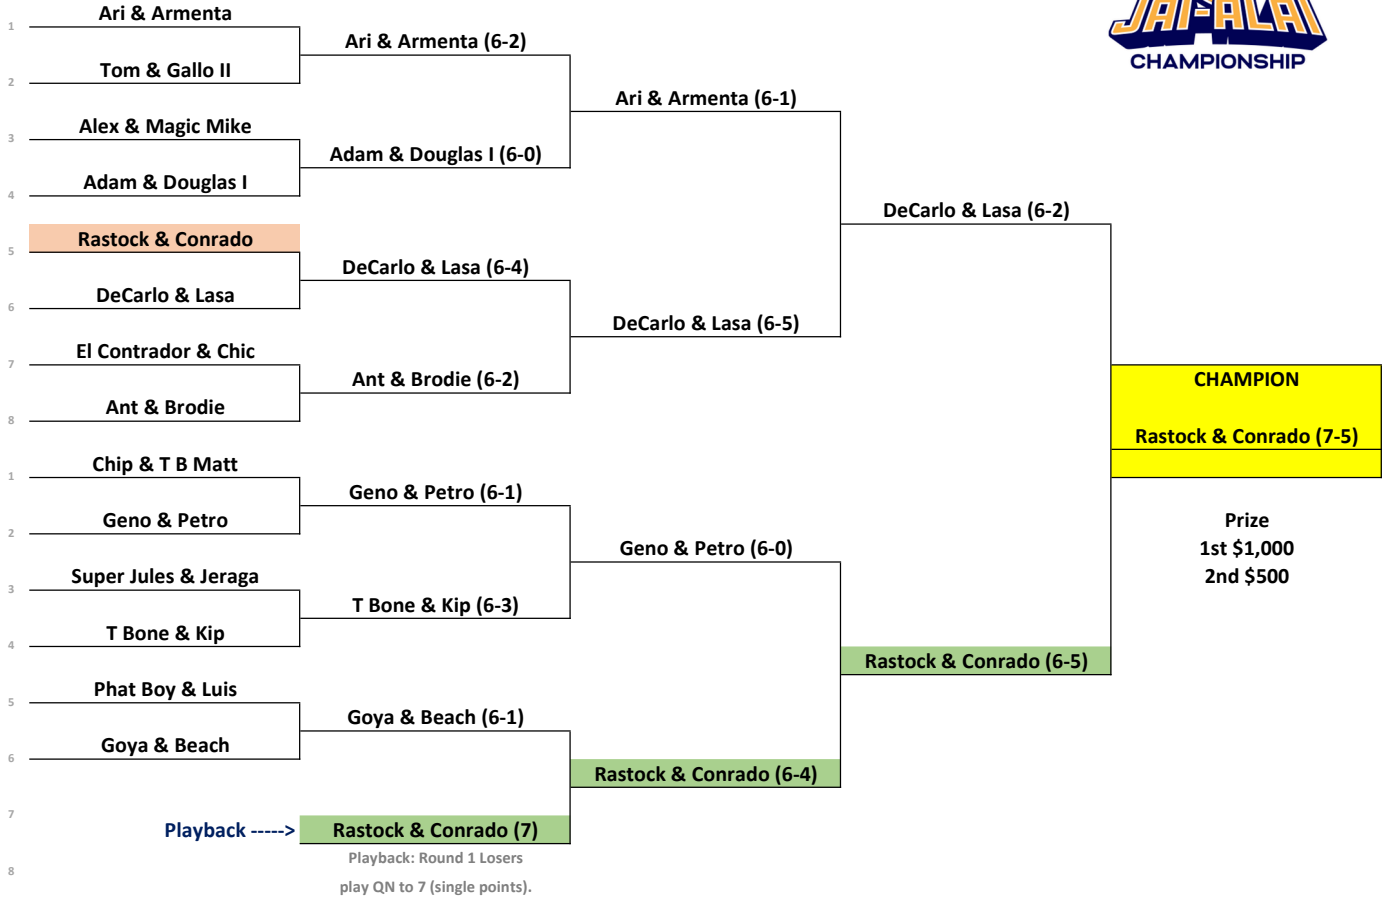 JAI-ALAI
CHAMPIONSHIP
1 Ari & Armenta
Ari & Armenta (6-2)
2 Tom & Gallo II
Ari & Armenta (6-1)
3 Alex & Magic Mike
Adam & Douglas I (6-0)
4 Adam & Douglas I
DeCarlo & Lasa (6-2)
5 Rastock & Conrado
DeCarlo & Lasa (6-4)
6 DeCarlo & Lasa
DeCarlo & Lasa (6-5)
7 El Contrador & Chic
Ant & Brodie (6-2)
8 Ant & Brodie
CHAMPION
Rastock & Conrado (7-5)
1 Chip & T B Matt
Geno & Petro (6-1)
2 Geno & Petro
Prize
Geno & Petro (6-0)
1st $1,000
2nd $500
3 Super Jules & Jeraga
T Bone & Kip (6-3)
4 T Bone & Kip
Rastock & Conrado (6-5)
5 Phat Boy & Luis
Goya & Beach (6-1)
6 Goya & Beach
Rastock & Conrado (6-4)
7
Playback -----> Rastock & Conrado (7)
Playback: Round 1 Losers
8
play QN to 7 (single points).